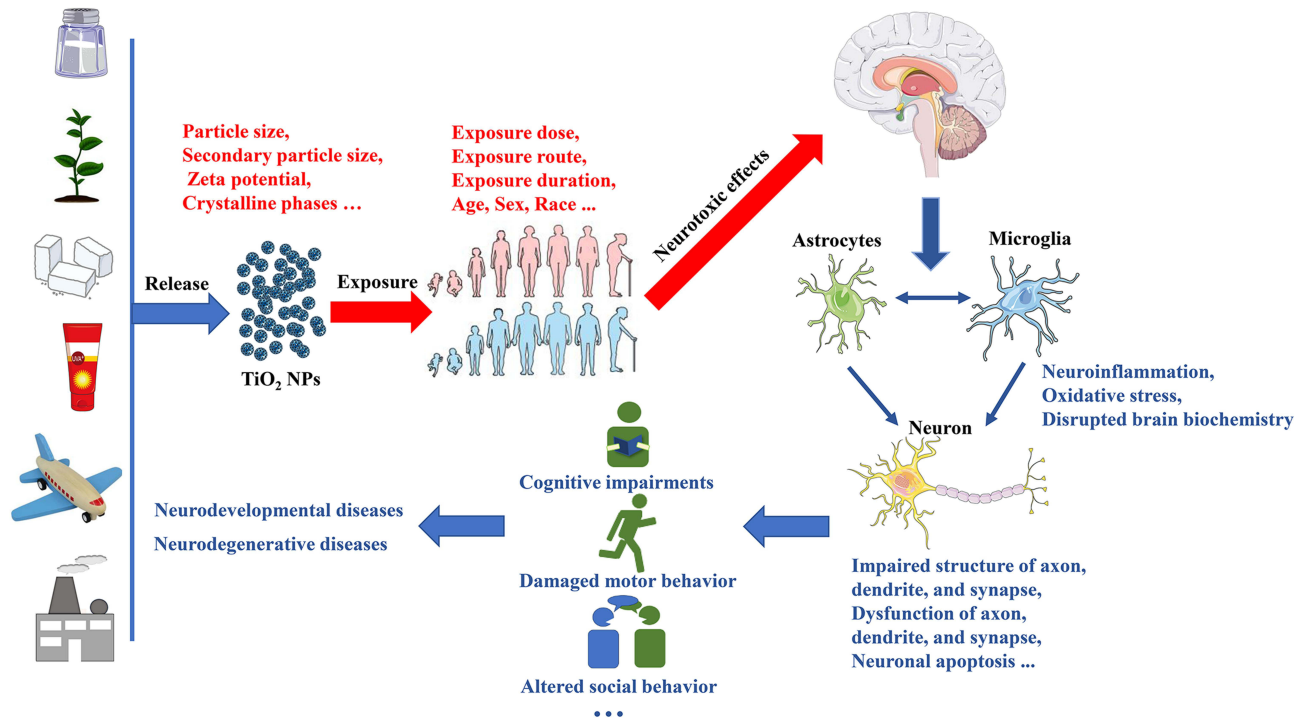 Particle size,
Secondary particle size,
Zeta potential,
Crystalline phases ...
Exposure dose,
Exposure route,
Exposure duration,
Age, Sex, Race ...
Neurotoxic effects
Release
Exposure
TiO₂ NPs
UVA+
Astrocytes
Microglia
Neuroinflammation,
Oxidative stress,
Disrupted brain biochemistry
Neuron
Impaired structure of axon,
dendrite, and synapse,
Dysfunction of axon,
dendrite, and synapse,
Neuronal apoptosis ...
Cognitive impairments
Damaged motor behavior
Altered social behavior
...
Neurodevelopmental diseases
Neurodegenerative diseases